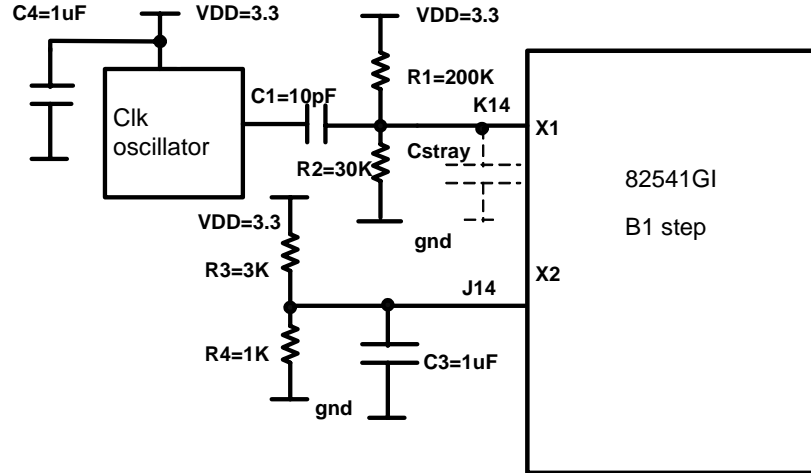 C4=1uF
VDD=3.3
VDD=3.3
R1=200K
C1=10pF
K14
Clk
oscillator
X1
Cstray
R2=30K
82541GI
VDD=3.3
gnd
B1 step
R3=3K
J14
X2
R4=1K
C3=1uF
gnd